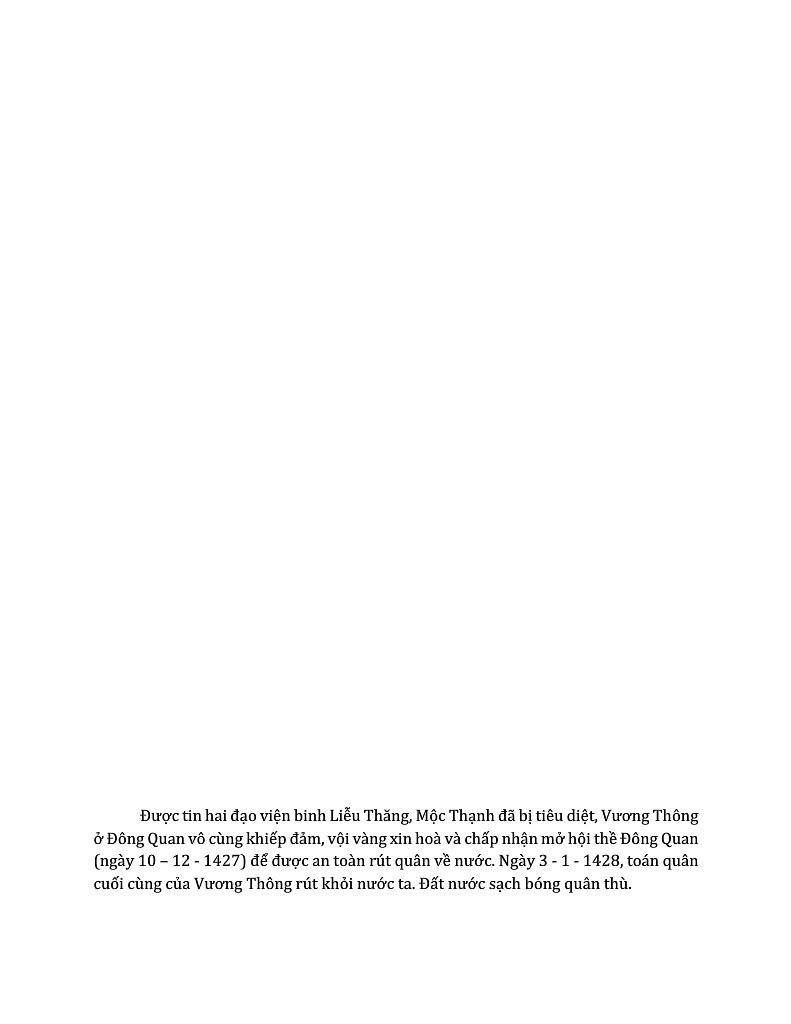 Được tin hai đạo viện binh Liễu Thăng, Mộc Thạnh đã bị tiêu diệt, Vương Thông
ở Đông Quan vô cùng khiếp đảm, vội vàng xin hoà và chấp nhận mở hội thề Đông Quan
(ngày 10 – 12 - 1427) để được an toàn rút quân về nước. Ngày 3 - 1 - 1428, toán quân
cuối cùng của Vương Thông rút khỏi nước ta. Đất nước sạch bóng quân thù.